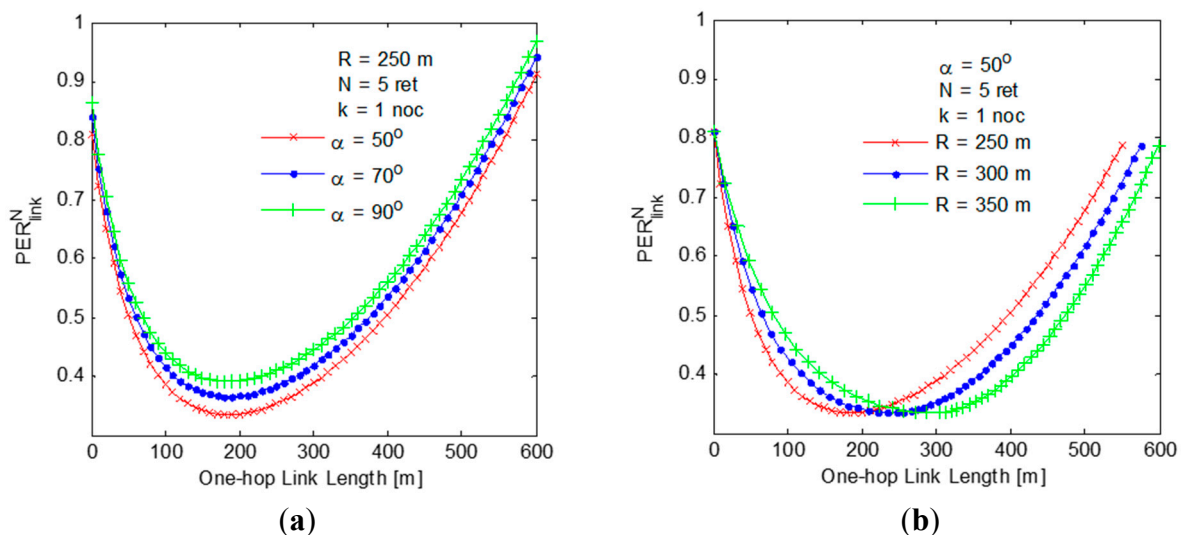 1
0.9
0.8
0.7
0.6
0.5
0.4
PER^N_link
R = 250 m
N = 5 ret
k = 1 noc
α = 50°
α = 70°
α = 90°
0 100 200 300 400 500 600
One-hop Link Length [m]
(a)
1
0.9
0.8
0.7
0.6
0.5
0.4
PER^N_link
α = 50°
N = 5 ret
k = 1 noc
R = 250 m
R = 300 m
R = 350 m
0 100 200 300 400 500 600
One-hop Link Length [m]
(b)